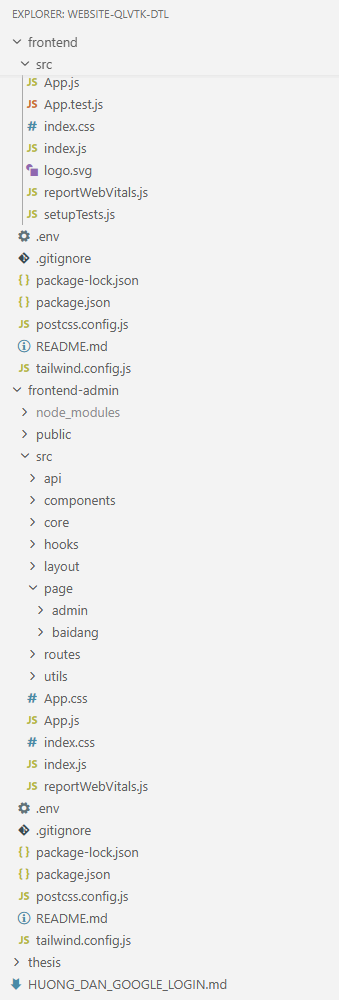 EXPLORER: WEBSITE-QLVTK-DTL
frontend
src
JS App.js
JS App.test.js
# index.css
JS index.js
logo.svg
JS reportWebVitals.js
JS setupTests.js
.env
.gitignore
{} package-lock.json
{} package.json
JS postcss.config.js
README.md
JS tailwind.config.js
frontend-admin
node_modules
public
src
api
components
core
hooks
layout
page
admin
baidang
routes
utils
# App.css
JS App.js
# index.css
JS index.js
JS reportWebVitals.js
.env
.gitignore
{} package-lock.json
{} package.json
JS postcss.config.js
README.md
JS tailwind.config.js
thesis
HUONG_DAN_GOOGLE_LOGIN.md